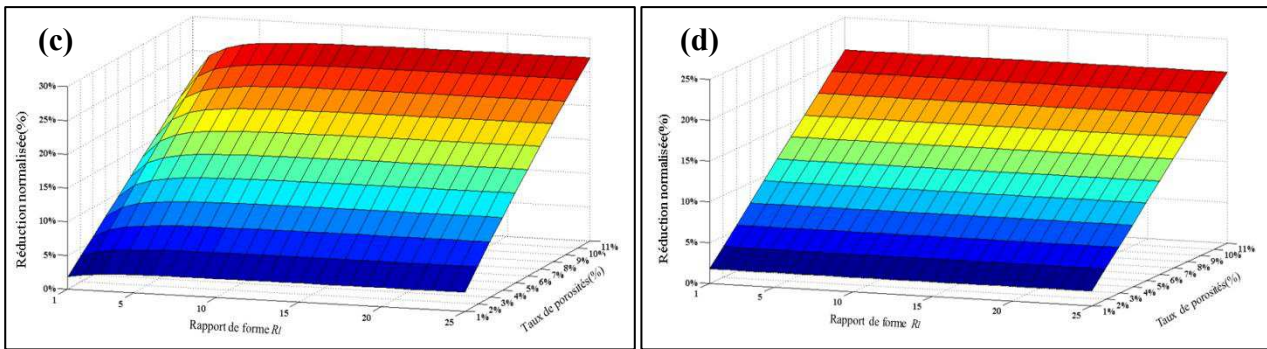 (c)
30%
25%
20%
15%
10%
5%
0%
Réduction normalisée(%)
1
5
10
15
20
25
Rapport de forme Rl
1% 2% 3% 4% 5% 6% 7% 8% 9% 10% 11%
Taux de porosités(%)
(d)
25%
20%
15%
10%
5%
0%
Réduction normalisée(%)
1
5
10
15
20
25
Rapport de forme Rl
1% 2% 3% 4% 5% 6% 7% 8% 9% 10% 11%
Taux de porosités(%)